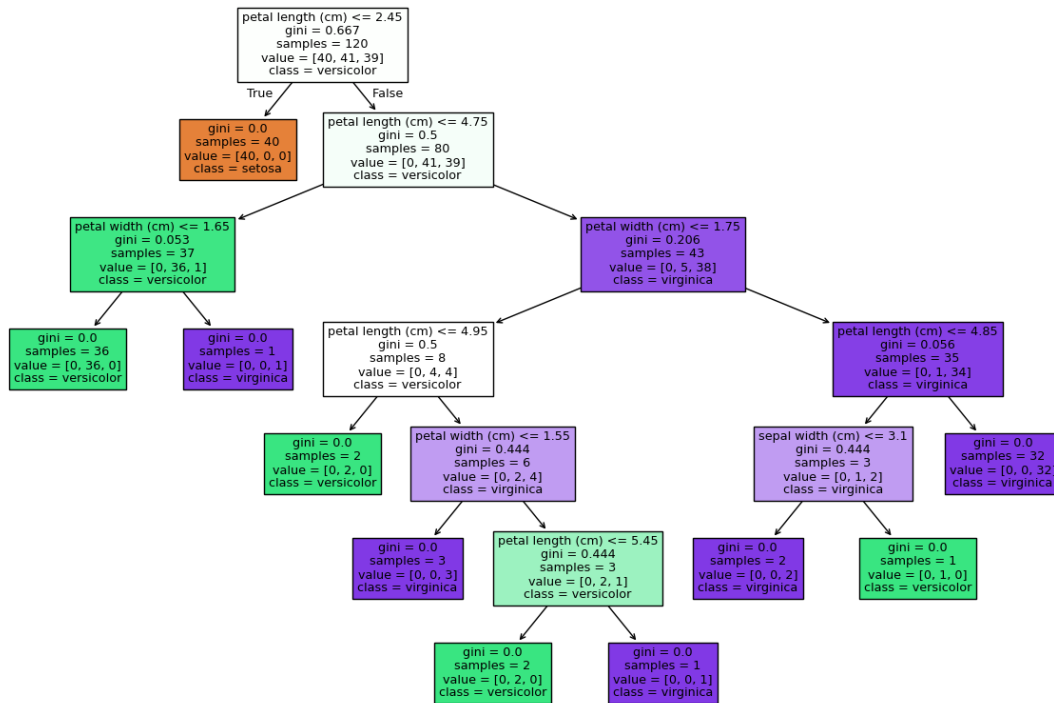 petal length (cm) <= 2.45
gini = 0.667
samples = 120
value = [40, 41, 39]
class = versicolor
True
False
gini = 0.0
samples = 40
value = [40, 0, 0]
class = setosa
petal length (cm) <= 4.75
gini = 0.5
samples = 80
value = [0, 41, 39]
class = versicolor
petal width (cm) <= 1.65
gini = 0.053
samples = 37
value = [0, 36, 1]
class = versicolor
petal width (cm) <= 1.75
gini = 0.206
samples = 43
value = [0, 5, 38]
class = virginica
gini = 0.0
samples = 36
value = [0, 36, 0]
class = versicolor
gini = 0.0
samples = 1
value = [0, 0, 1]
class = virginica
petal length (cm) <= 4.95
gini = 0.5
samples = 8
value = [0, 4, 4]
class = versicolor
petal length (cm) <= 4.85
gini = 0.056
samples = 35
value = [0, 1, 34]
class = virginica
gini = 0.0
samples = 2
value = [0, 2, 0]
class = versicolor
petal width (cm) <= 1.55
gini = 0.444
samples = 6
value = [0, 2, 4]
class = virginica
sepal width (cm) <= 3.1
gini = 0.444
samples = 3
value = [0, 1, 2]
class = virginica
gini = 0.0
samples = 32
value = [0, 0, 32]
class = virginica
gini = 0.0
samples = 3
value = [0, 0, 3]
class = virginica
petal length (cm) <= 5.45
gini = 0.444
samples = 3
value = [0, 2, 1]
class = versicolor
gini = 0.0
samples = 2
value = [0, 0, 2]
class = virginica
gini = 0.0
samples = 1
value = [0, 1, 0]
class = versicolor
gini = 0.0
samples = 2
value = [0, 2, 0]
class = versicolor
gini = 0.0
samples = 1
value = [0, 0, 1]
class = virginica